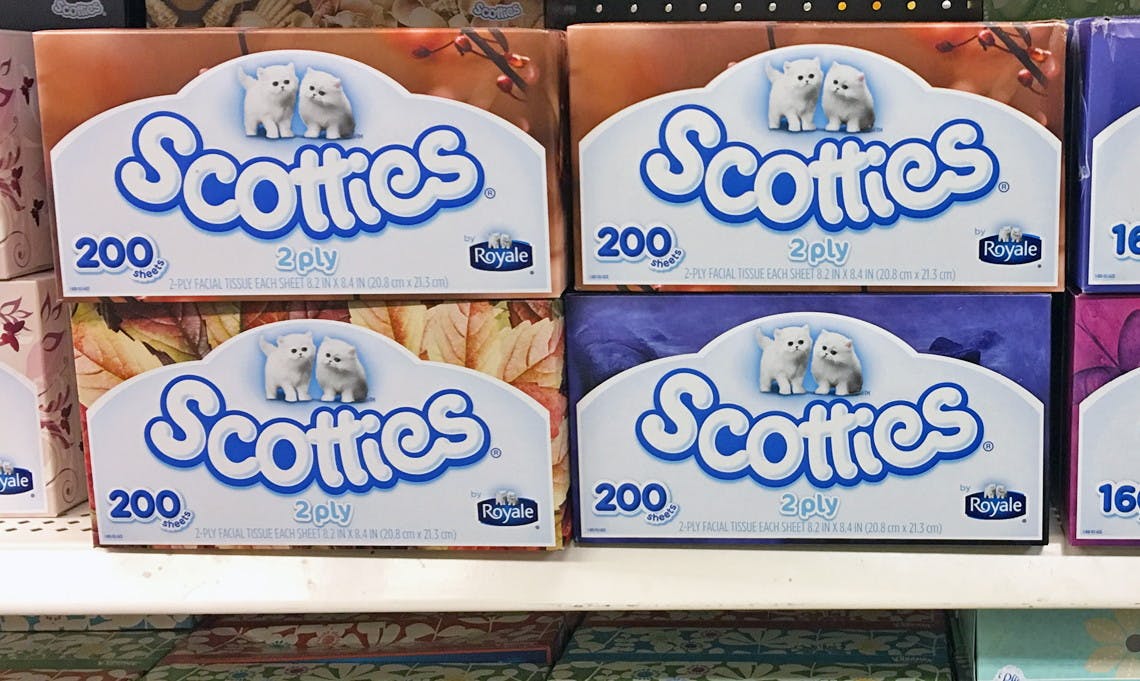 Scotties
Scotties
Scotties ®
200 sheets
2 ply
by Royale
2-PLY FACIAL TISSUE EACH SHEET 8.2 IN X 8.4 IN (20.8 cm x 21.3 cm)
Scotties ®
200 sheets
2 ply
by Royale
2-PLY FACIAL TISSUE EACH SHEET 8.2 IN X 8.4 IN (20.8 cm x 21.3 cm)
16
yale
Scotties ®
200 sheets
2 ply
by Royale
2-PLY FACIAL TISSUE EACH SHEET 8.2 IN X 8.4 IN (20.8 cm x 21.3 cm)
Scotties ®
200 sheets
2 ply
by Royale
2-PLY FACIAL TISSUE EACH SHEET 8.2 IN X 8.4 IN (20.8 cm x 21.3 cm)
16